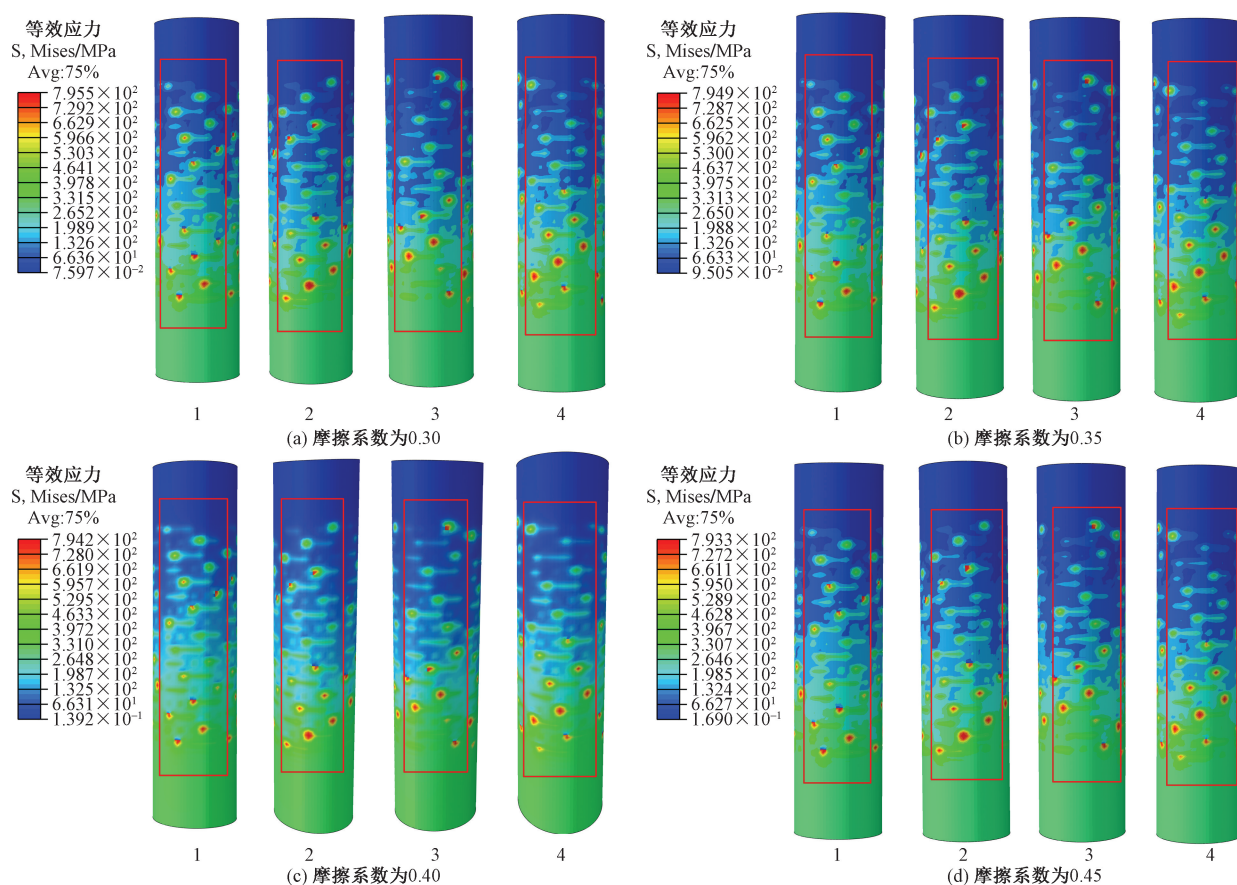 等效应力
S, Mises/MPa
Avg:75%
7.955×10²
7.292×10²
6.629×10²
5.966×10²
5.303×10²
4.641×10²
3.978×10²
3.315×10²
2.652×10²
1.989×10²
1.326×10²
6.636×10¹
7.597×10⁻²
1 2 3 4
(a) 摩擦系数为0.30
等效应力
S, Mises/MPa
Avg:75%
7.949×10²
7.287×10²
6.625×10²
5.962×10²
5.300×10²
4.637×10²
3.975×10²
3.313×10²
2.650×10²
1.988×10²
1.326×10²
6.633×10¹
9.505×10⁻²
1 2 3 4
(b) 摩擦系数为0.35
等效应力
S, Mises/MPa
Avg:75%
7.942×10²
7.280×10²
6.619×10²
5.957×10²
5.295×10²
4.633×10²
3.972×10²
3.310×10²
2.648×10²
1.987×10²
1.325×10²
6.631×10¹
1.392×10⁻¹
1 2 3 4
(c) 摩擦系数为0.40
等效应力
S, Mises/MPa
Avg:75%
7.933×10²
7.272×10²
6.611×10²
5.950×10²
5.289×10²
4.628×10²
3.967×10²
3.307×10²
2.646×10²
1.985×10²
1.324×10²
6.627×10¹
1.690×10⁻¹
1 2 3 4
(d) 摩擦系数为0.45